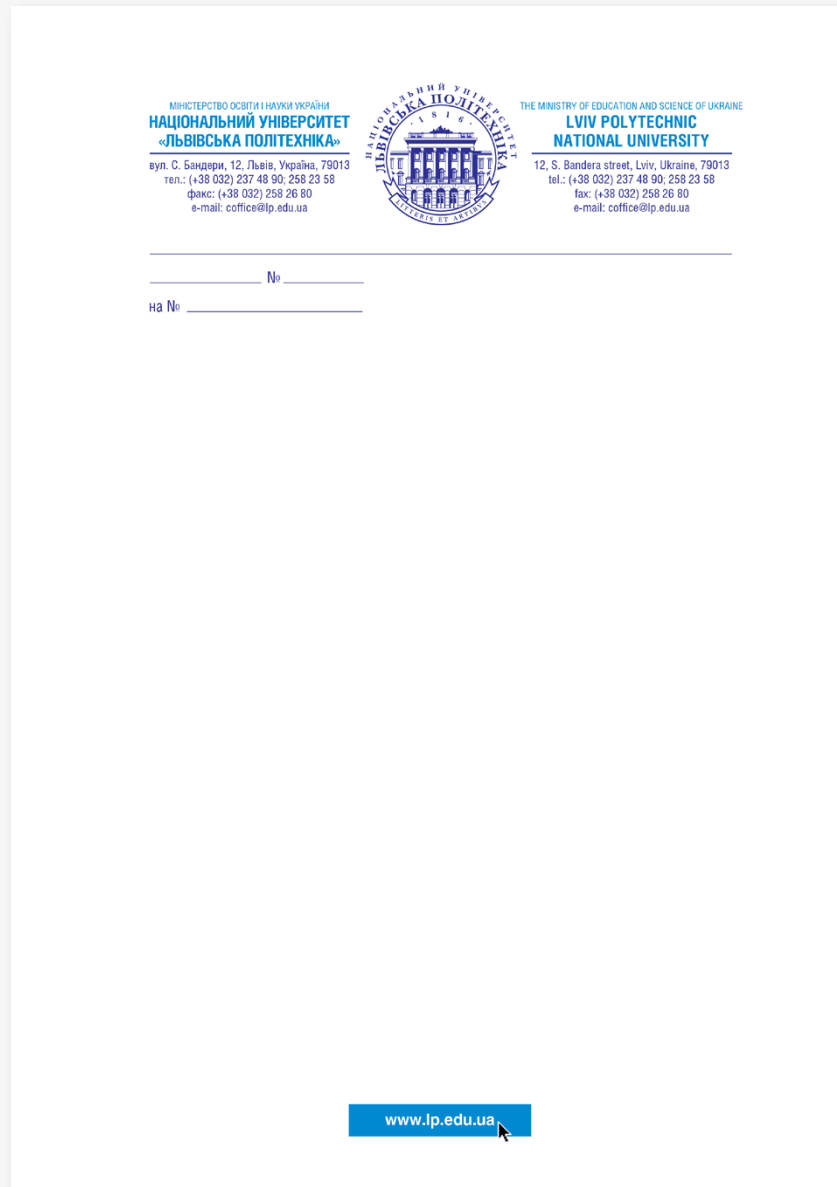 МІНІСТЕРСТВО ОСВІТИ І НАУКИ УКРАЇНИ
НАЦІОНАЛЬНИЙ УНІВЕРСИТЕТ
«ЛЬВІВСЬКА ПОЛІТЕХНІКА»
вул. С. Бандери, 12, Львів, Україна, 79013
тел.: (+38 032) 237 48 90; 258 23 58
факс: (+38 032) 258 26 80
e-mail: coffice@lp.edu.ua
НАЦІОНАЛЬНИЙ УНІВЕРСИТЕТ
ЛЬВІВСЬКА ПОЛІТЕХНІКА
· 1816 ·
LITTERIS ET ARTIBVS
THE MINISTRY OF EDUCATION AND SCIENCE OF UKRAINE
LVIV POLYTECHNIC
NATIONAL UNIVERSITY
12, S. Bandera street, Lviv, Ukraine, 79013
tel.: (+38 032) 237 48 90; 258 23 58
fax: (+38 032) 258 26 80
e-mail: coffice@lp.edu.ua
№
на №
www.lp.edu.ua